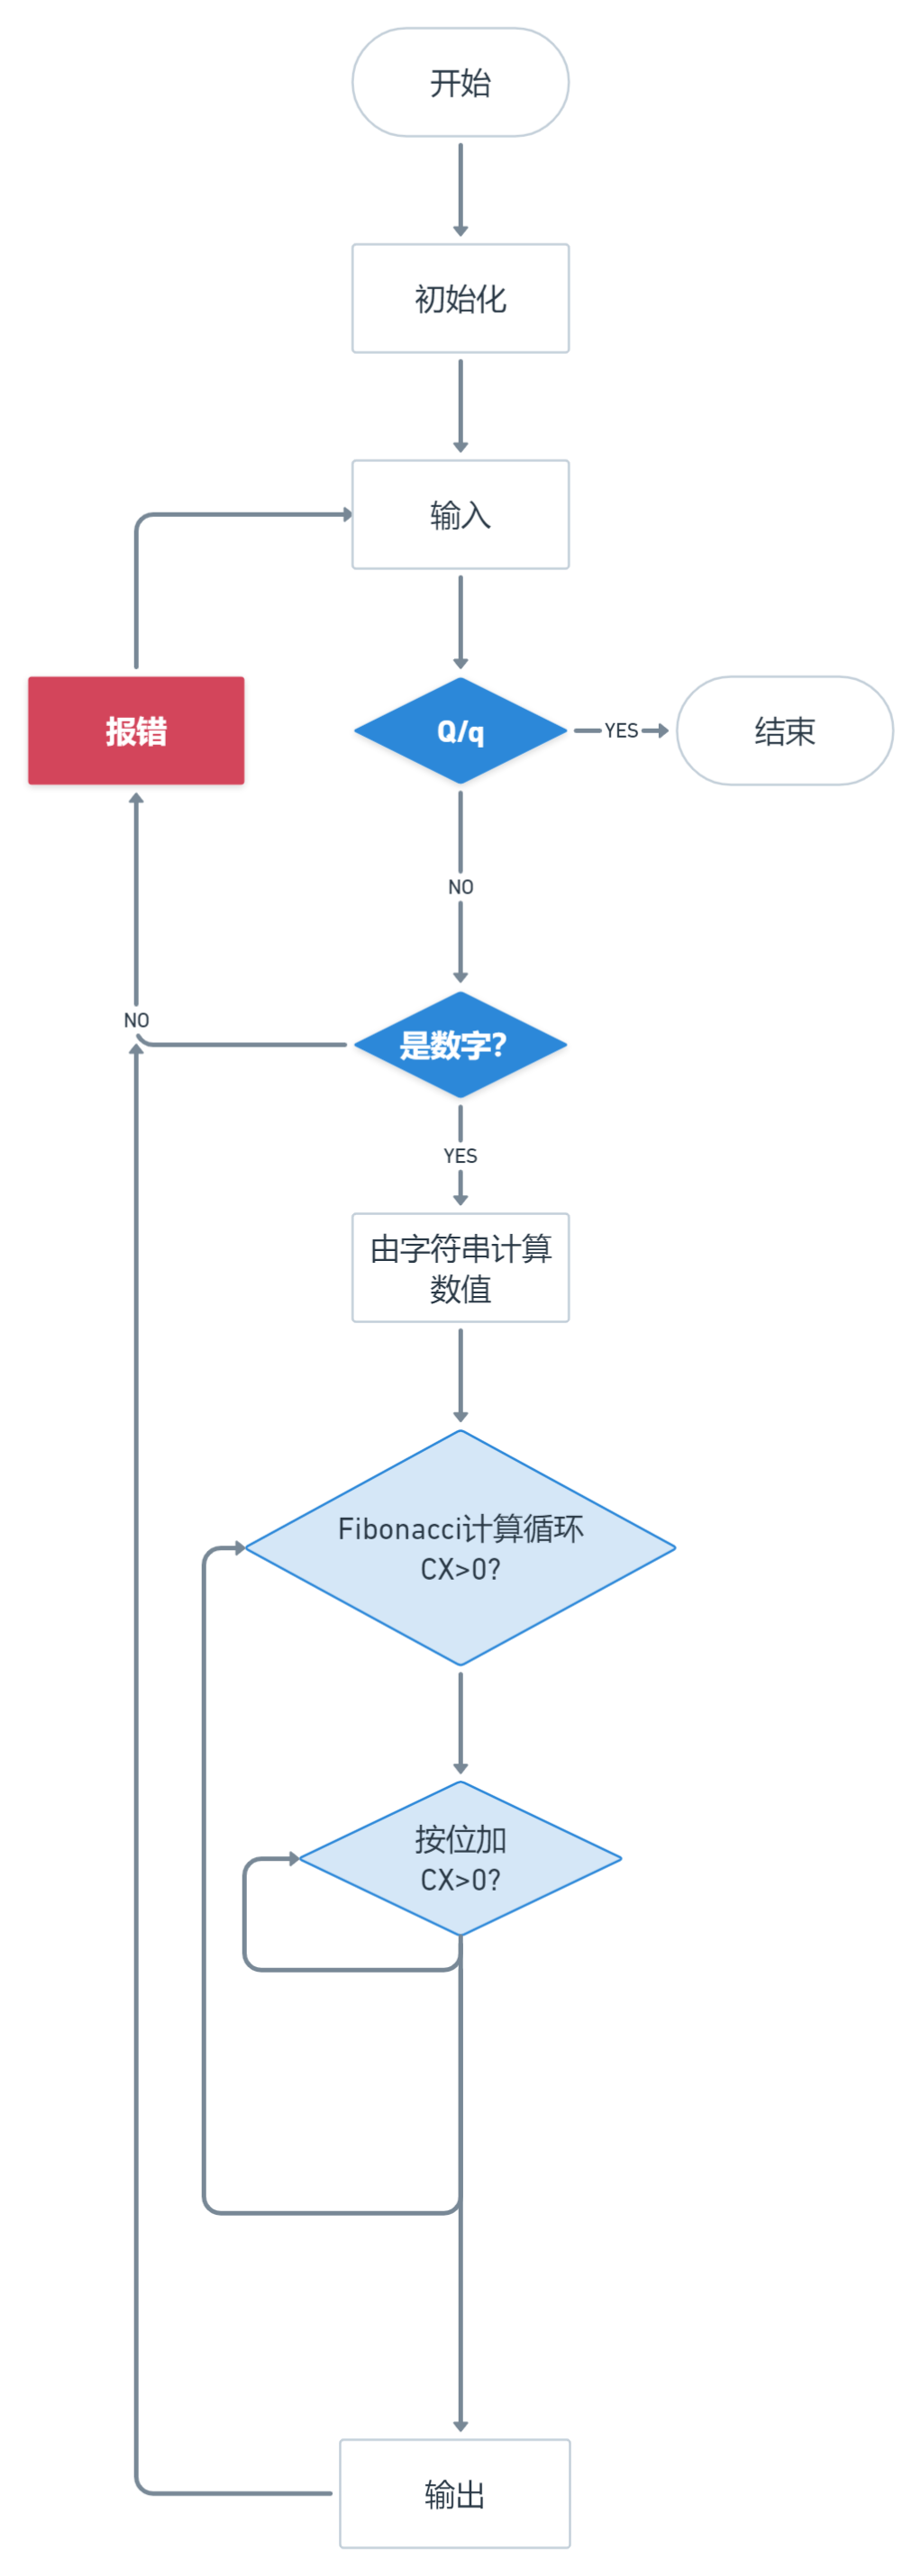 开始
初始化
输入
报错
Q/q
YES
结束
NO
NO
是数字?
YES
由字符串计算
数值
Fibonacci计算循环
CX>0?
按位加
CX>0?
输出